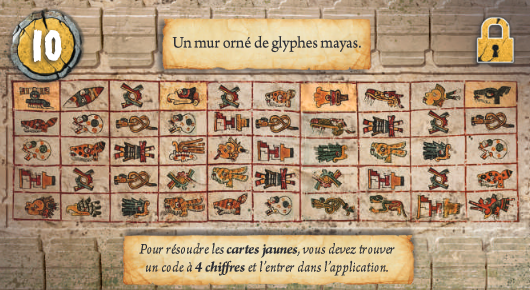 10
Un mur orné de glyphes mayas.
Pour résoudre les cartes jaunes, vous devez trouver
un code à 4 chiffres et l'entrer dans l'application.